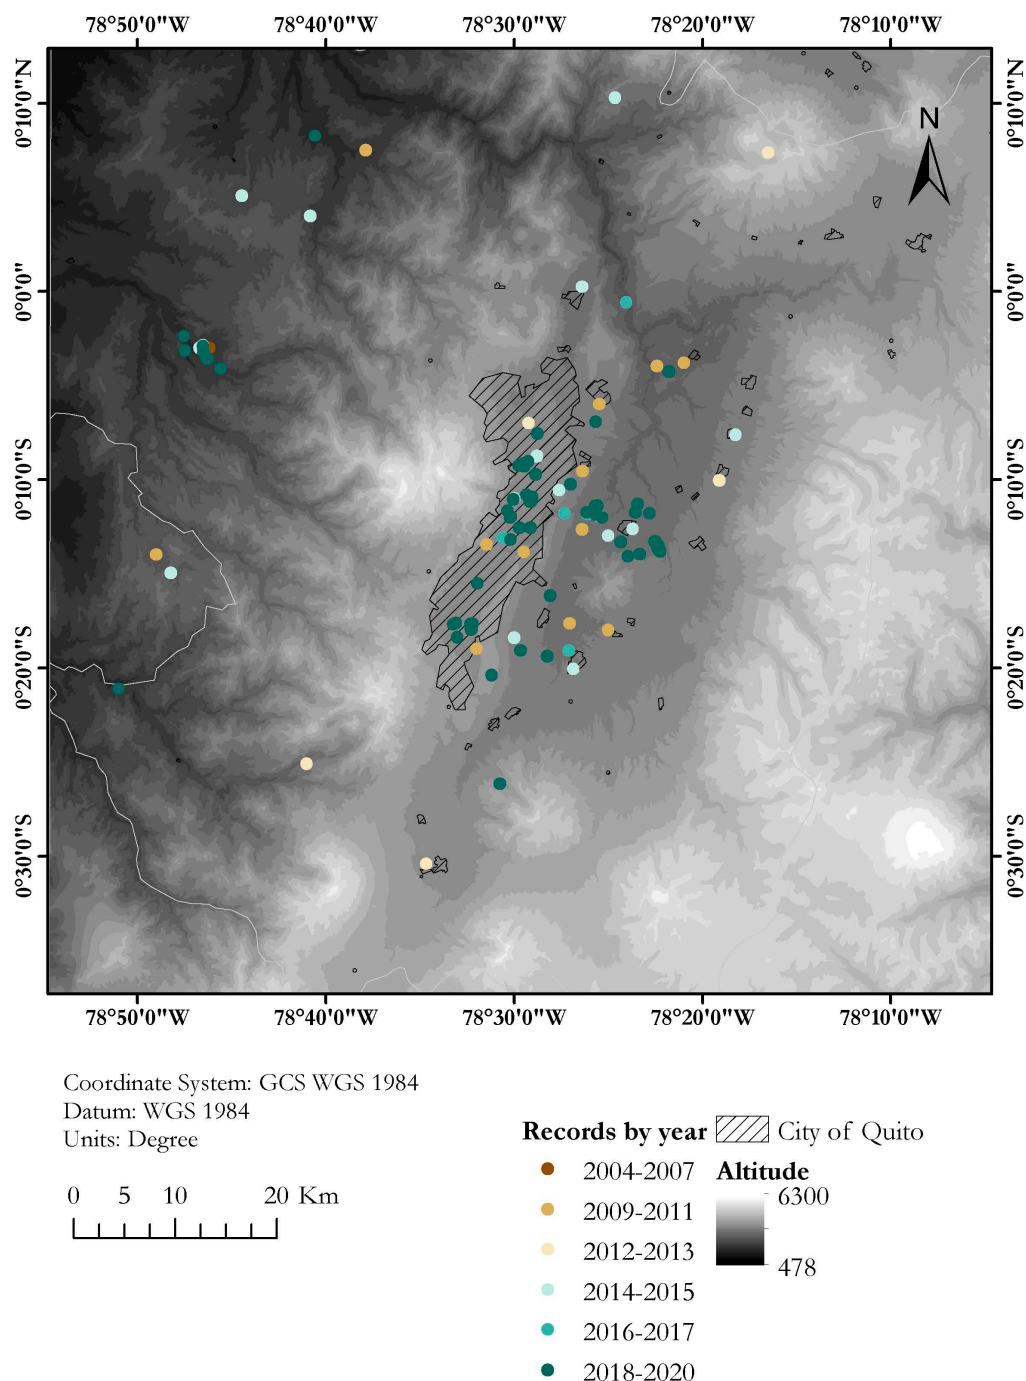 78°50'0"W 78°40'0"W 78°30'0"W 78°20'0"W 78°10'0"W
0°10'0"N 0°10'0"N
N
0°0'0" 0°0'0"
0°10'0"S 0°10'0"S
0°20'0"S 0°20'0"S
0°30'0"S 0°30'0"S
78°50'0"W 78°40'0"W 78°30'0"W 78°20'0"W 78°10'0"W
Coordinate System: GCS WGS 1984
Datum: WGS 1984
Units: Degree
0 5 10 20 Km
Records by year
2004-2007
2009-2011
2012-2013
2014-2015
2016-2017
2018-2020
City of Quito
Altitude
6300
478